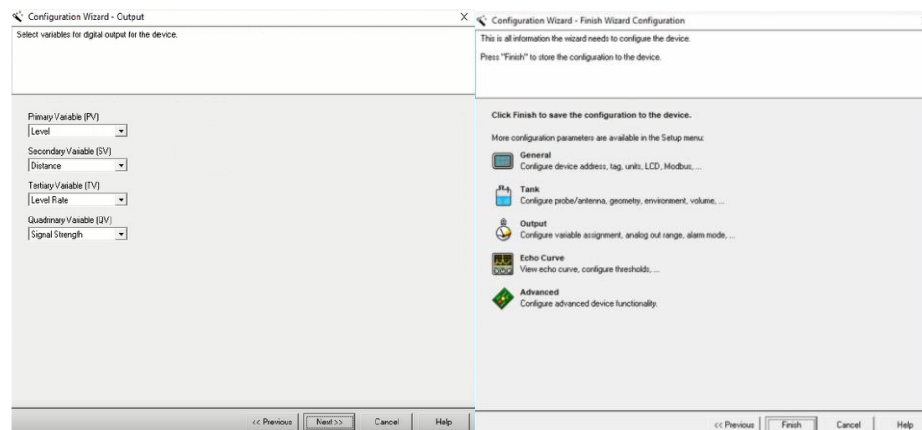 Configuration Wizard - Output
Select variables for digital output for the device.
Primary Variable (PV)
Level
Secondary Variable (SV)
Distance
Tertiary Variable (TV)
Level Rate
Quadrinary Variable (QV)
Signal Strength
<< Previous
Next >>
Cancel
Help
Configuration Wizard - Finish Wizard Configuration
This is all information the wizard needs to configure the device.
Press "Finish" to store the configuration to the device.
Click Finish to save the configuration to the device.
More configuration parameters are available in the Setup menu:
General
Configure device address, tag, units, LCD, Modbus, ...
Tank
Configure probe/antenna, geometry, environment, volume, ...
Output
Configure variable assignment, analog out range, alarm mode, ...
Echo Curve
View echo curve, configure thresholds, ...
Advanced
Configure advanced device functionality.
<< Previous
Finish
Cancel
Help